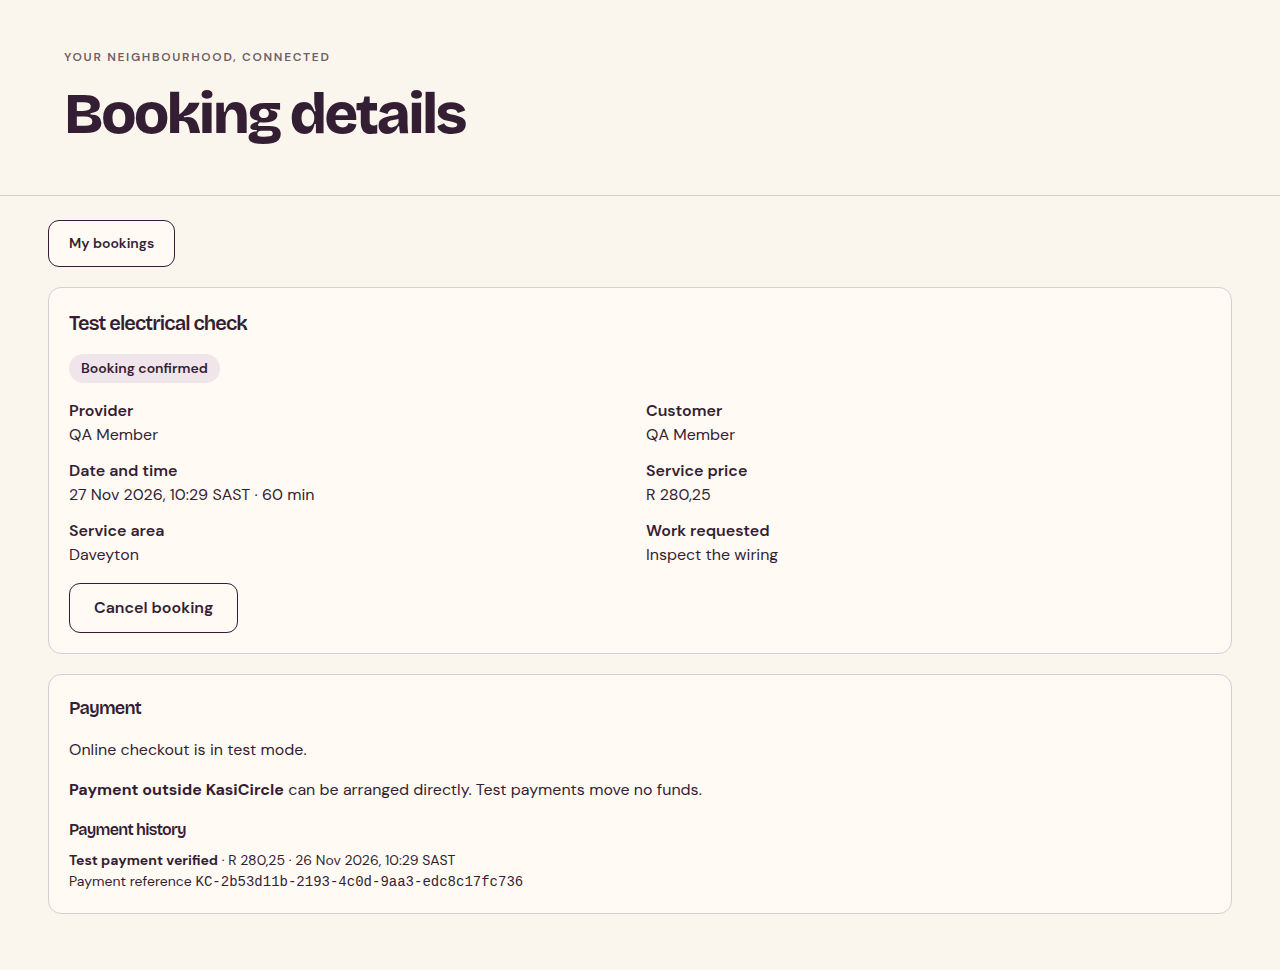 YOUR NEIGHBOURHOOD, CONNECTED
Booking details
My bookings
Test electrical check
Booking confirmed
Provider
QA Member
Customer
QA Member
Date and time
27 Nov 2026, 10:29 SAST · 60 min
Service price
R 280,25
Service area
Daveyton
Work requested
Inspect the wiring
Cancel booking
Payment
Online checkout is in test mode.
Payment outside KasiCircle can be arranged directly. Test payments move no funds.
Payment history
Test payment verified · R 280,25 · 26 Nov 2026, 10:29 SAST
Payment reference KC-2b53d11b-2193-4c0d-9aa3-edc8c17fc736